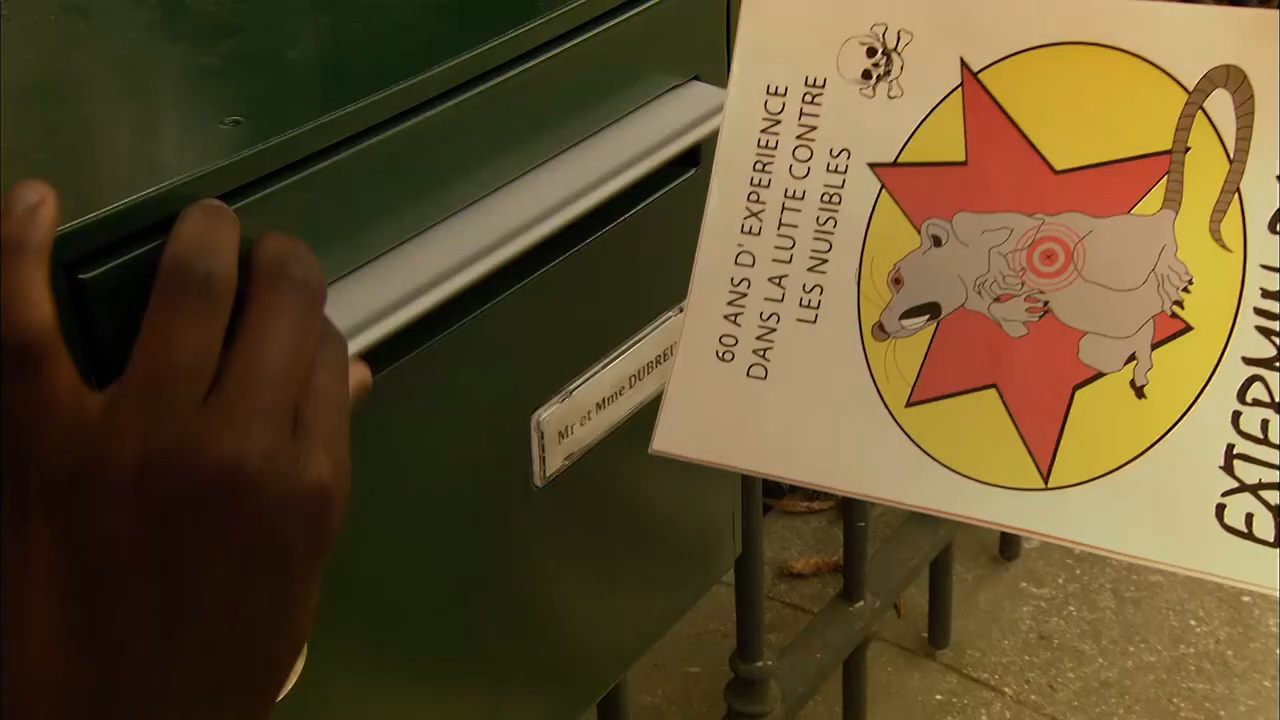 60 ANS D'EXPERIENCE
DANS LA LUTTE CONTRE
LES NUISIBLES
Mr et Mme